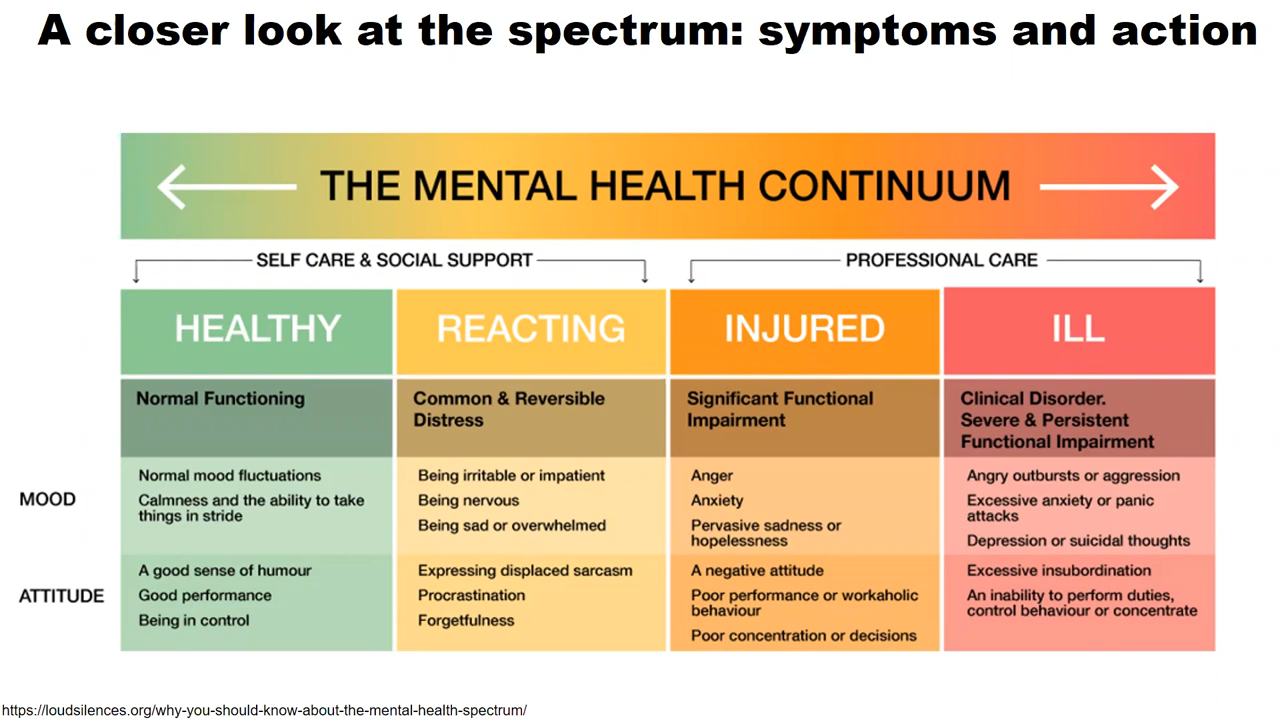 A closer look at the spectrum: symptoms and action
THE MENTAL HEALTH CONTINUUM
SELF CARE & SOCIAL SUPPORT
PROFESSIONAL CARE
HEALTHY
REACTING
INJURED
ILL
Normal Functioning
Common & Reversible
Distress
Significant Functional
Impairment
Clinical Disorder.
Severe & Persistent
Functional Impairment
MOOD
Normal mood fluctuations
Calmness and the ability to take
things in stride
Being irritable or impatient
Being nervous
Being sad or overwhelmed
Anger
Anxiety
Pervasive sadness or
hopelessness
Angry outbursts or aggression
Excessive anxiety or panic
attacks
Depression or suicidal thoughts
ATTITUDE
A good sense of humour
Good performance
Being in control
Expressing displaced sarcasm
Procrastination
Forgetfulness
A negative attitude
Poor performance or workaholic
behaviour
Poor concentration or decisions
Excessive insubordination
An inability to perform duties,
control behaviour or concentrate
https://loudsilences.org/why-you-should-know-about-the-mental-health-spectrum/